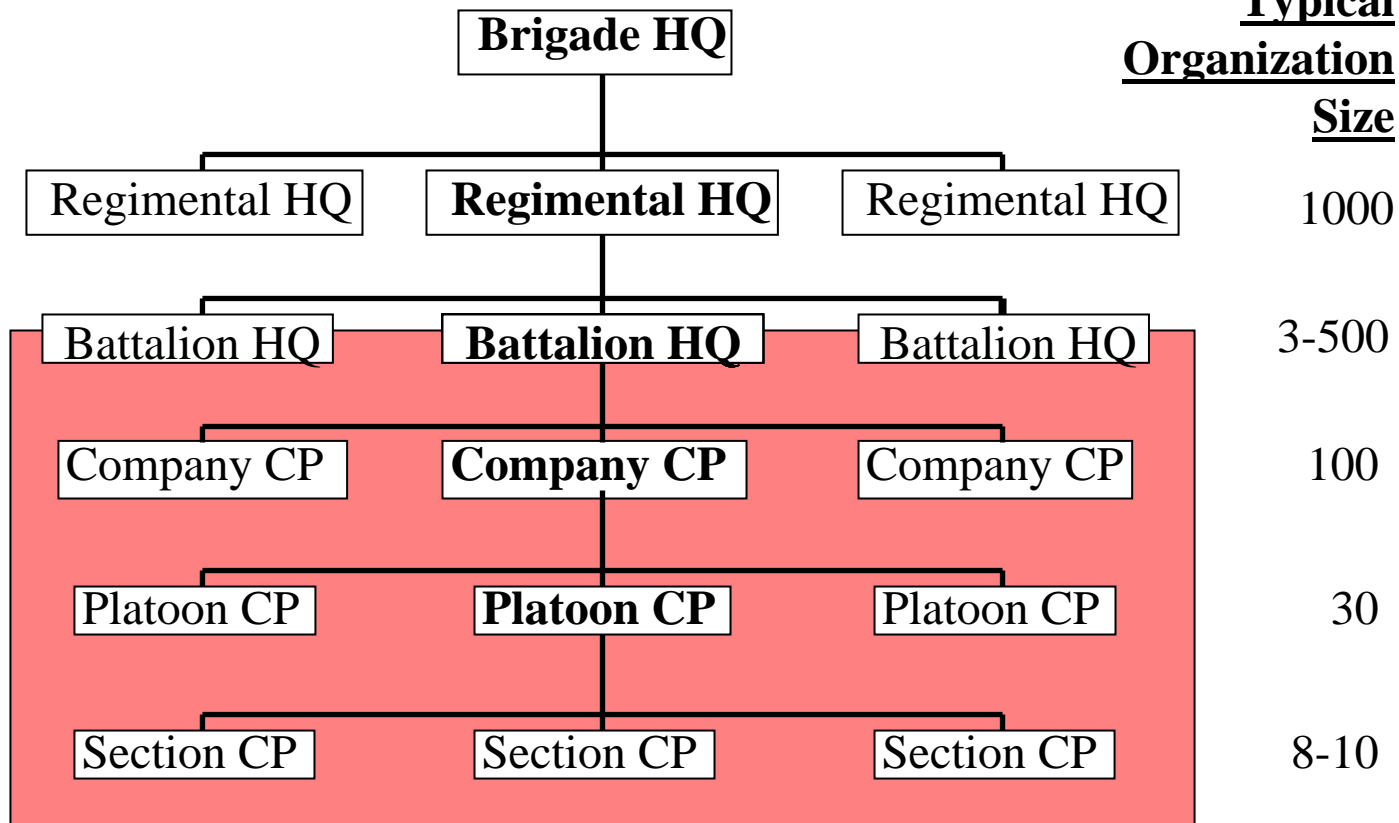 Brigade HQ
Typical
Organization
Size
Regimental HQ Regimental HQ Regimental HQ 1000
Battalion HQ Battalion HQ Battalion HQ 3-500
Company CP Company CP Company CP 100
Platoon CP Platoon CP Platoon CP 30
Section CP Section CP Section CP 8-10